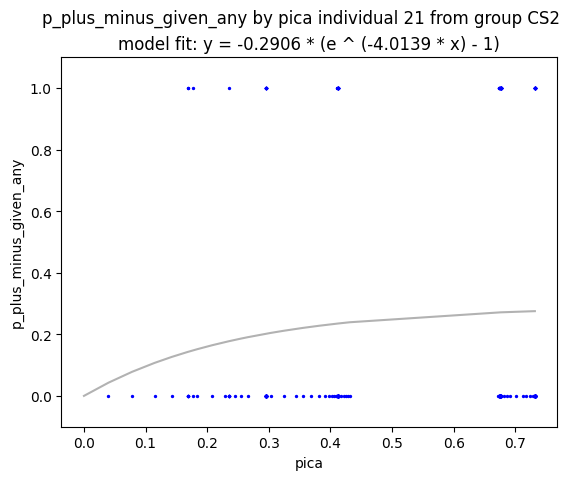 p_plus_minus_given_any by pica individual 21 from group CS2
model fit: y = -0.2906 * (e ^ (-4.0139 * x) - 1)
1.0
0.8
0.6
0.4
0.2
0.0
p_plus_minus_given_any
0.0 0.1 0.2 0.3 0.4 0.5 0.6 0.7
pica